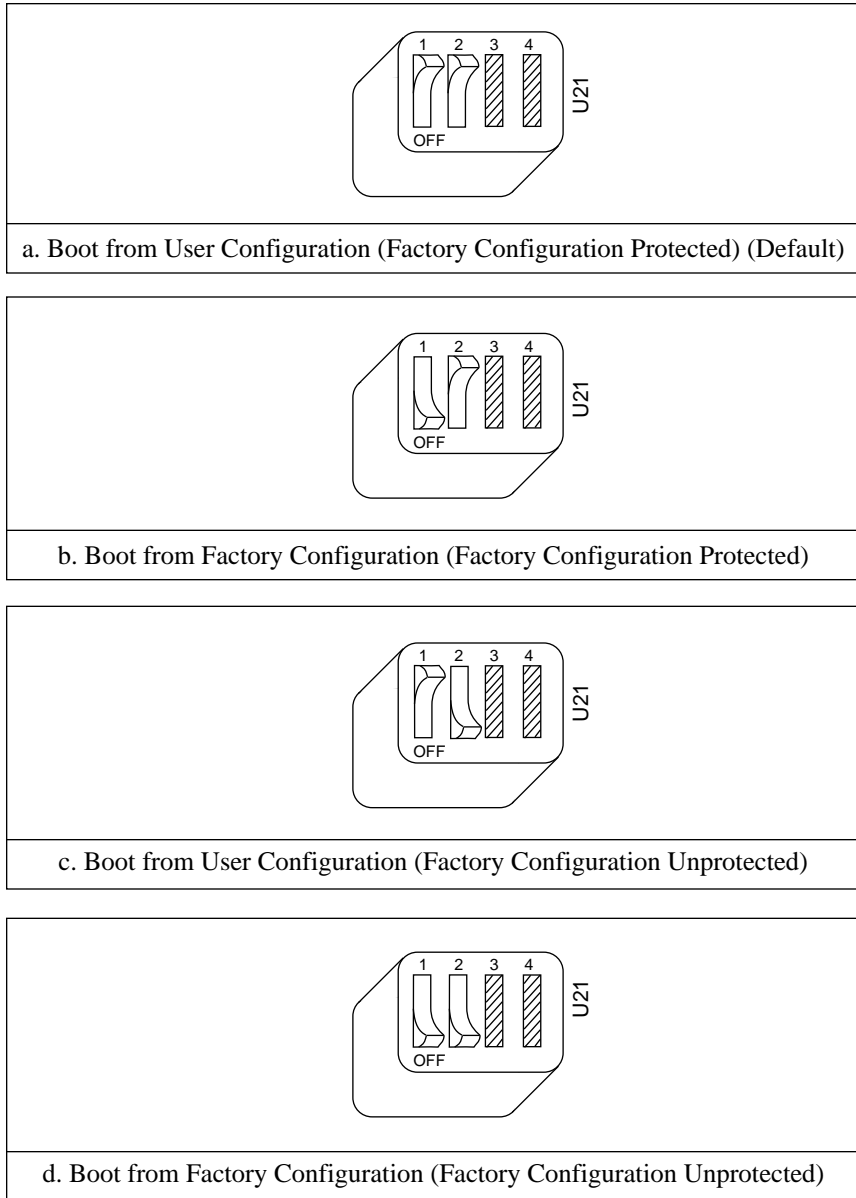 1 2 3 4
U21
OFF
a. Boot from User Configuration (Factory Configuration Protected) (Default)
1 2 3 4
U21
OFF
b. Boot from Factory Configuration (Factory Configuration Protected)
1 2 3 4
U21
OFF
c. Boot from User Configuration (Factory Configuration Unprotected)
1 2 3 4
U21
OFF
d. Boot from Factory Configuration (Factory Configuration Unprotected)